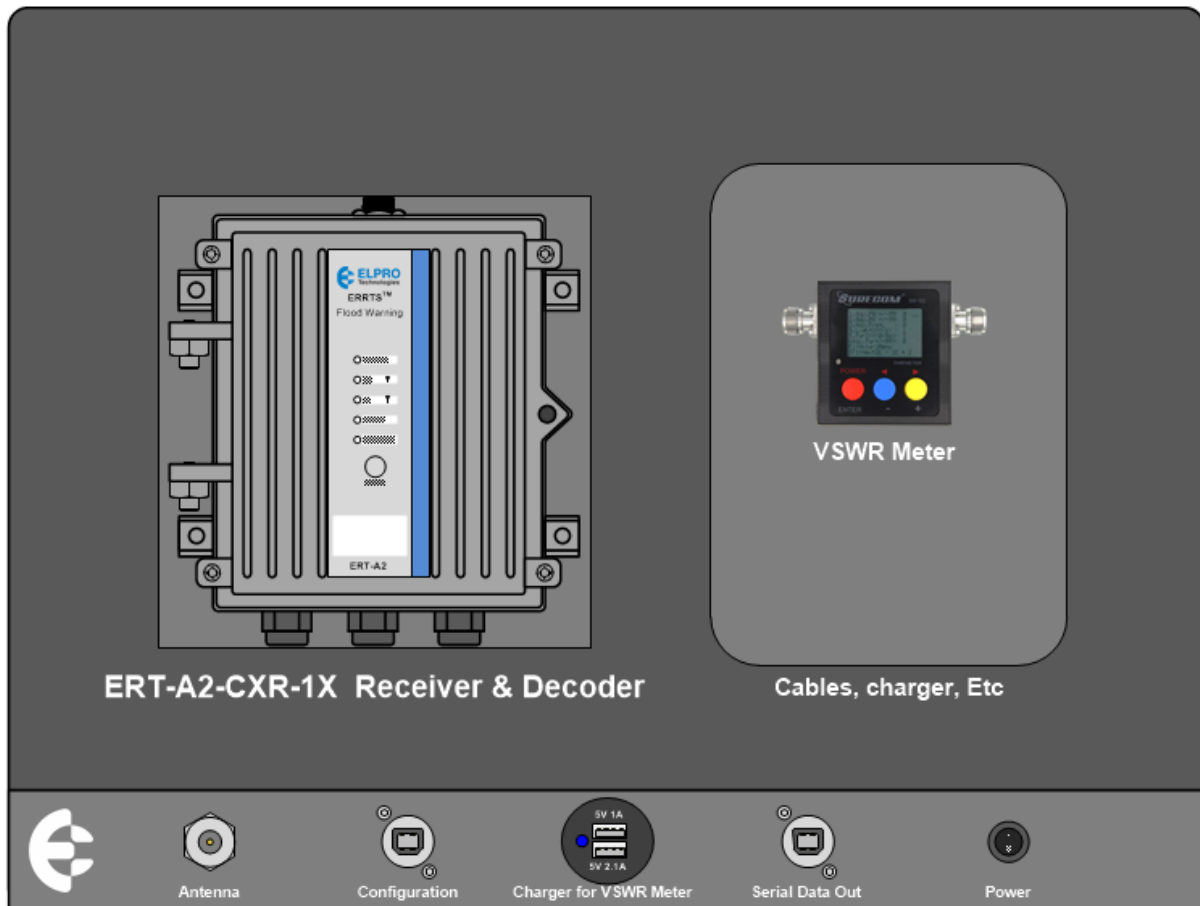 ELPRO
Technologies
ERRTS™
Flood Warning
ERT-A2
SURECOM
POWER
ENTER
-
+
VSWR Meter
ERT-A2-CXR-1X Receiver & Decoder
Cables, charger, Etc
5V 1A
5V 2.1A
Antenna
Configuration
Charger for VSWR Meter
Serial Data Out
Power